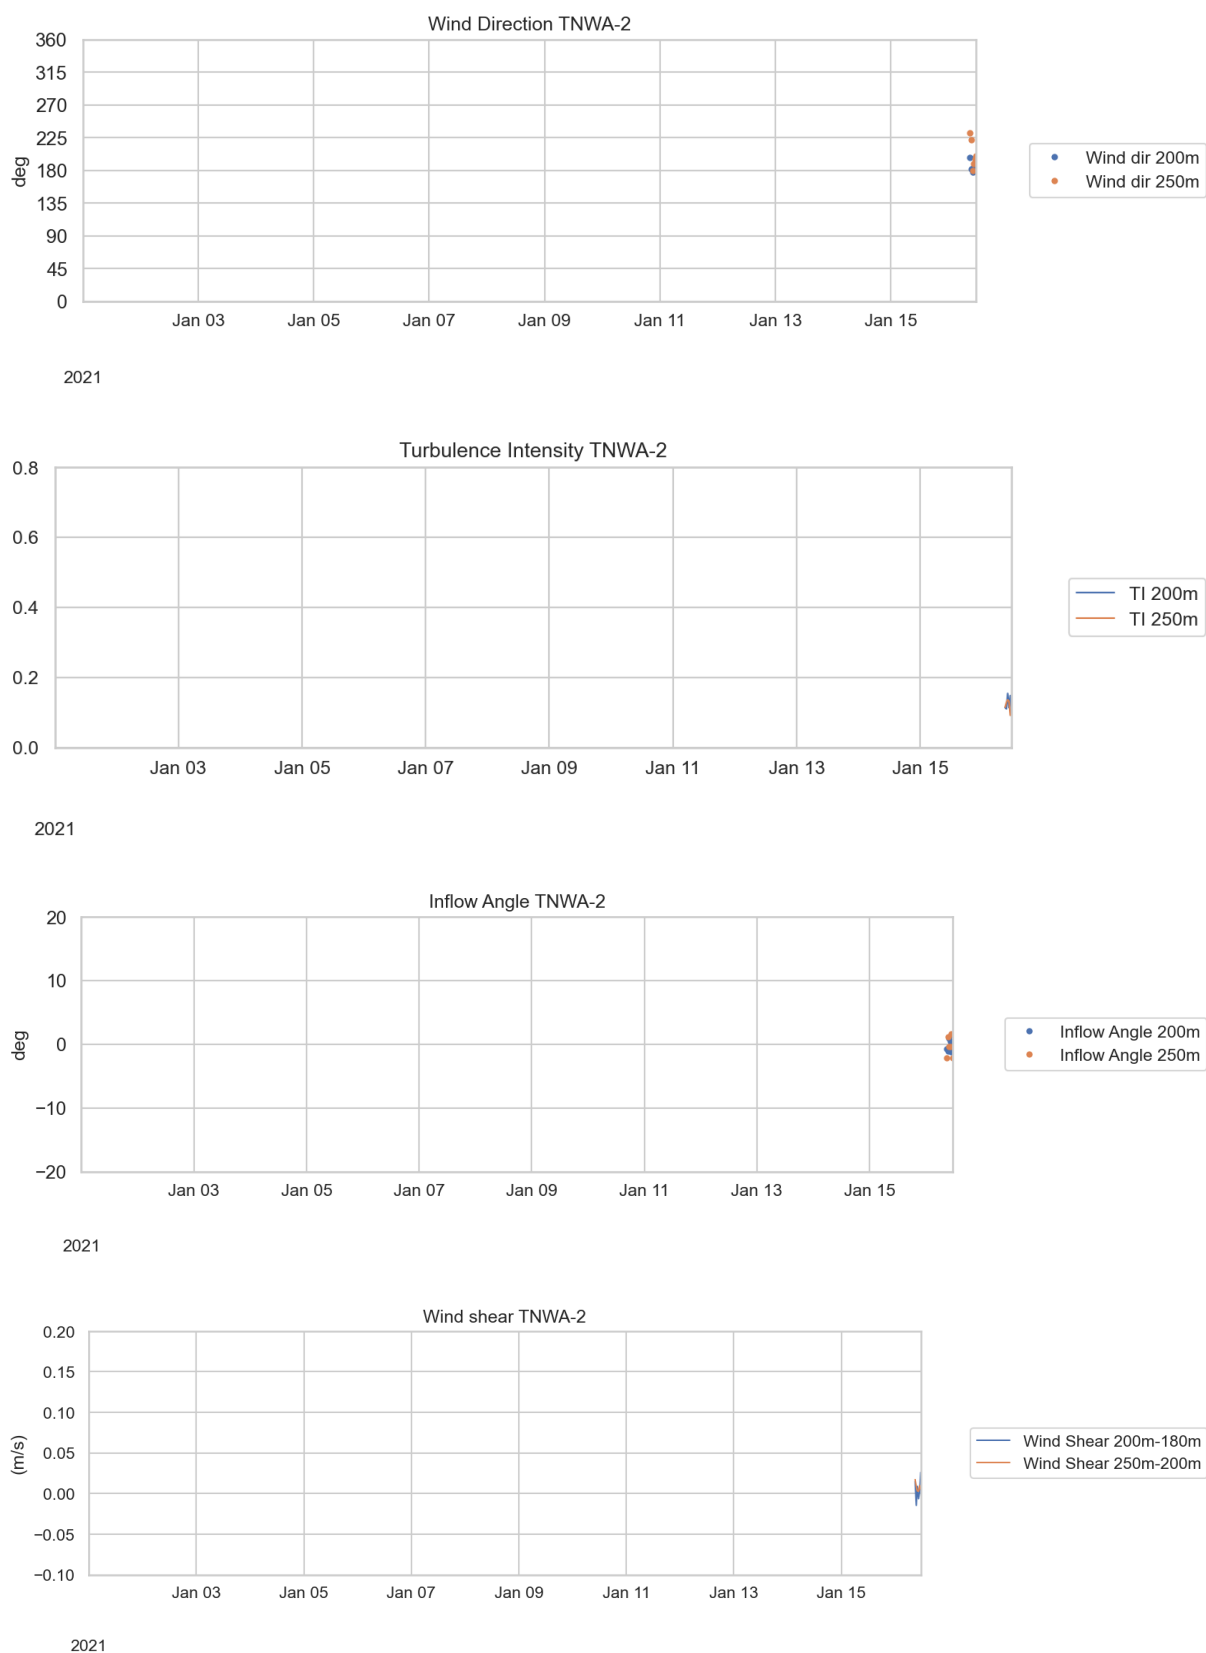 Wind Direction TNWA-2
360
315
270
225
180
135
90
45
0
deg
Jan 03 Jan 05 Jan 07 Jan 09 Jan 11 Jan 13 Jan 15
2021
Wind dir 200m
Wind dir 250m
Turbulence Intensity TNWA-2
0.8
0.6
0.4
0.2
0.0
Jan 03 Jan 05 Jan 07 Jan 09 Jan 11 Jan 13 Jan 15
2021
TI 200m
TI 250m
Inflow Angle TNWA-2
20
10
0
−10
−20
deg
Jan 03 Jan 05 Jan 07 Jan 09 Jan 11 Jan 13 Jan 15
2021
Inflow Angle 200m
Inflow Angle 250m
Wind shear TNWA-2
0.20
0.15
0.10
0.05
0.00
−0.05
−0.10
(m/s)
Jan 03 Jan 05 Jan 07 Jan 09 Jan 11 Jan 13 Jan 15
2021
Wind Shear 200m-180m
Wind Shear 250m-200m